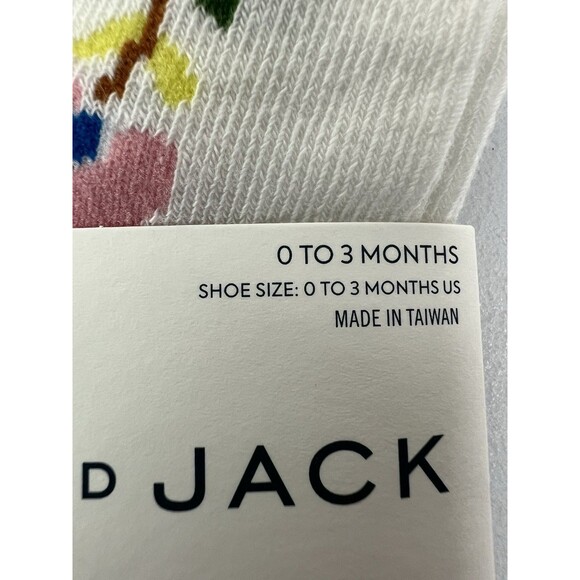 0 TO 3 MONTHS
SHOE SIZE: 0 TO 3 MONTHS US
MADE IN TAIWAN
D JACK